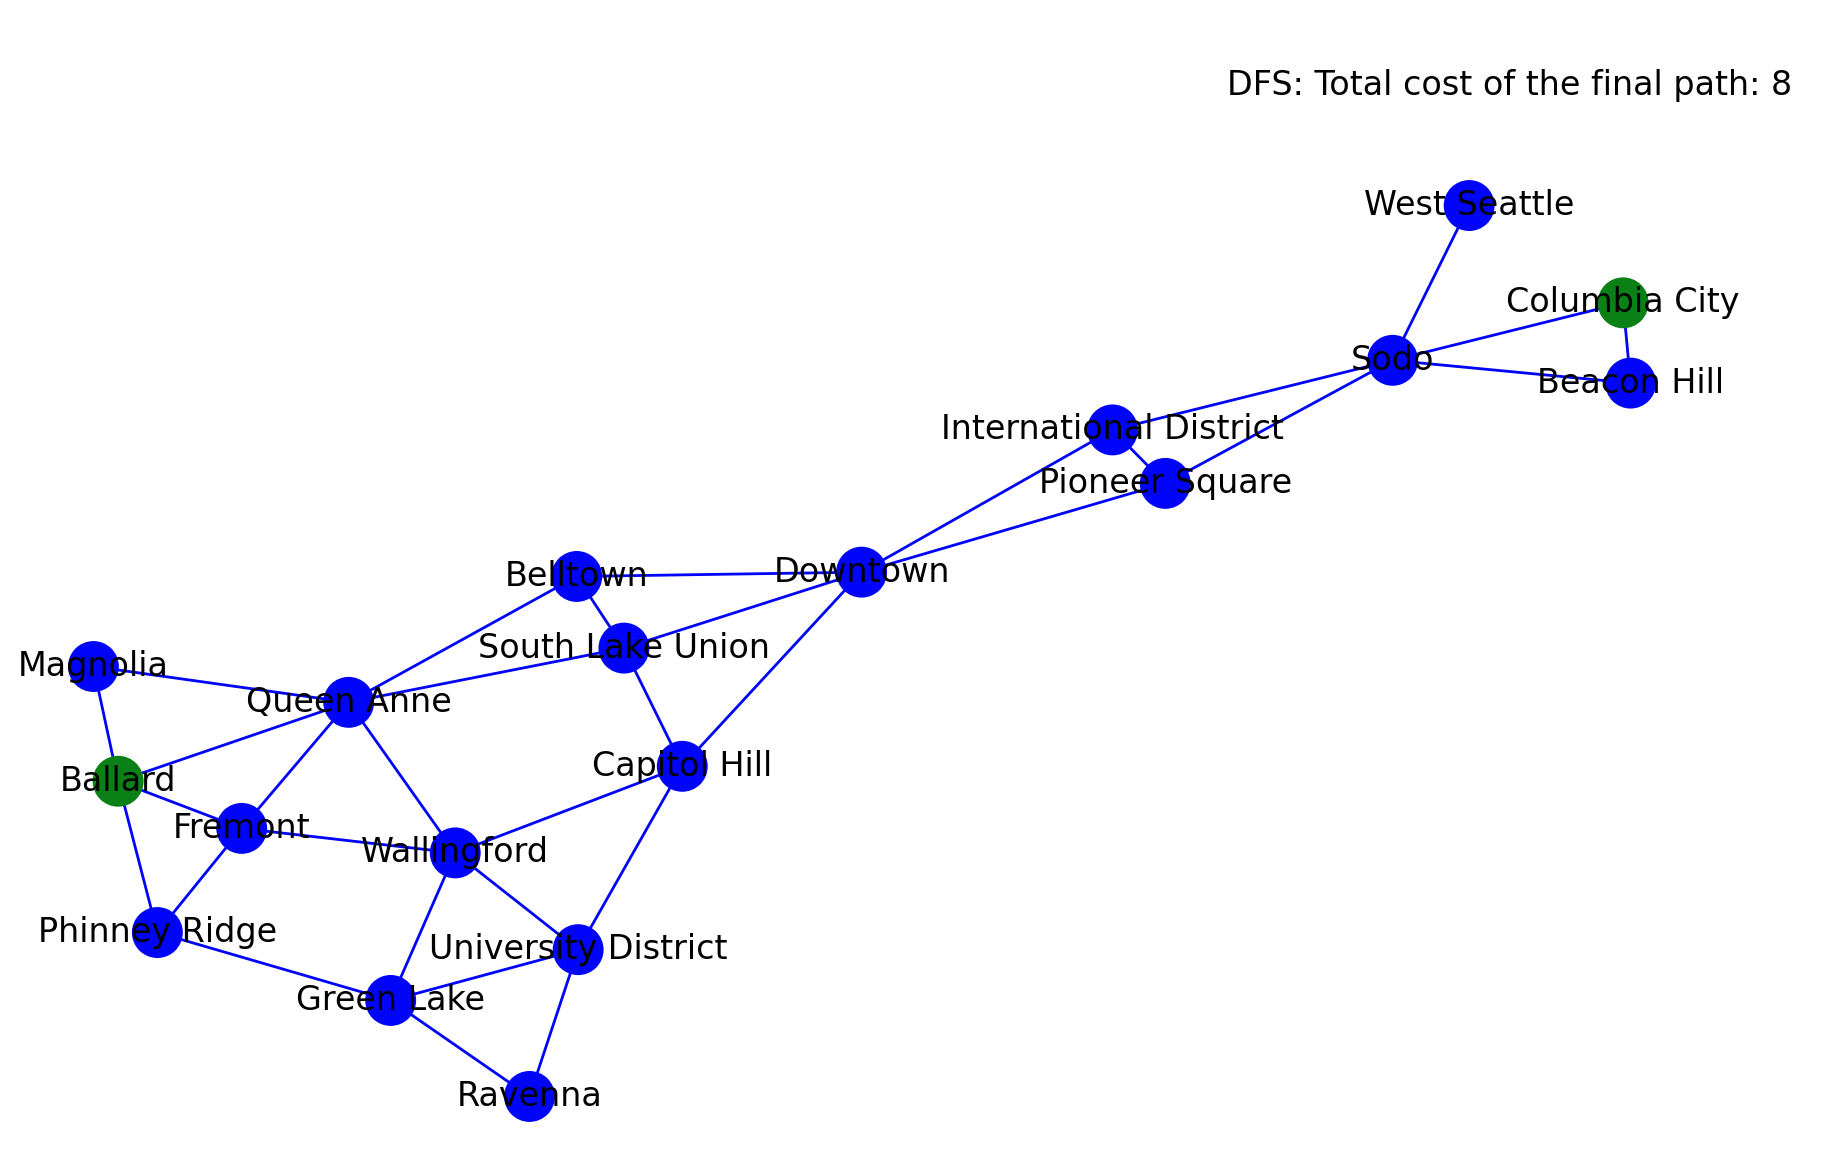 DFS: Total cost of the final path: 8
West Seattle
Columbia City
Sodo
Beacon Hill
International District
Pioneer Square
Belltown
Downtown
South Lake Union
Magnolia
Queen Anne
Capitol Hill
Ballard
Fremont
Wallingford
Phinney Ridge
University District
Green Lake
Ravenna